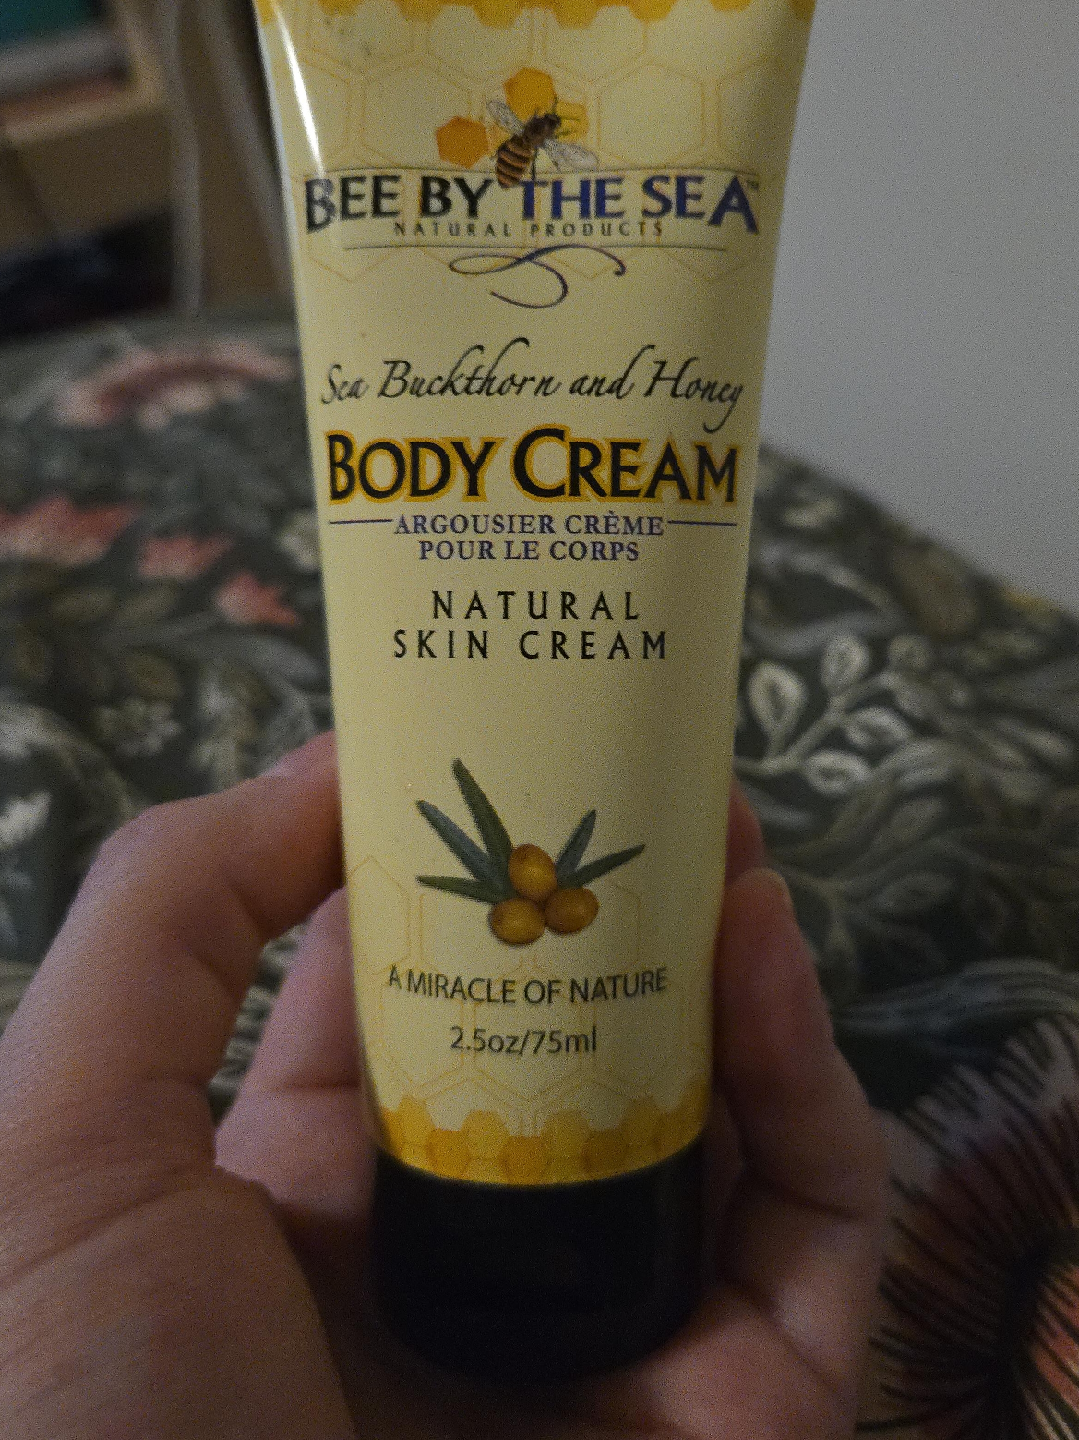 BEE BY THE SEA™
NATURAL PRODUCTS
Sea Buckthorn and Honey
BODY CREAM
ARGOUSIER CRÈME
POUR LE CORPS
NATURAL
SKIN CREAM
A MIRACLE OF NATURE
2.5oz/75ml